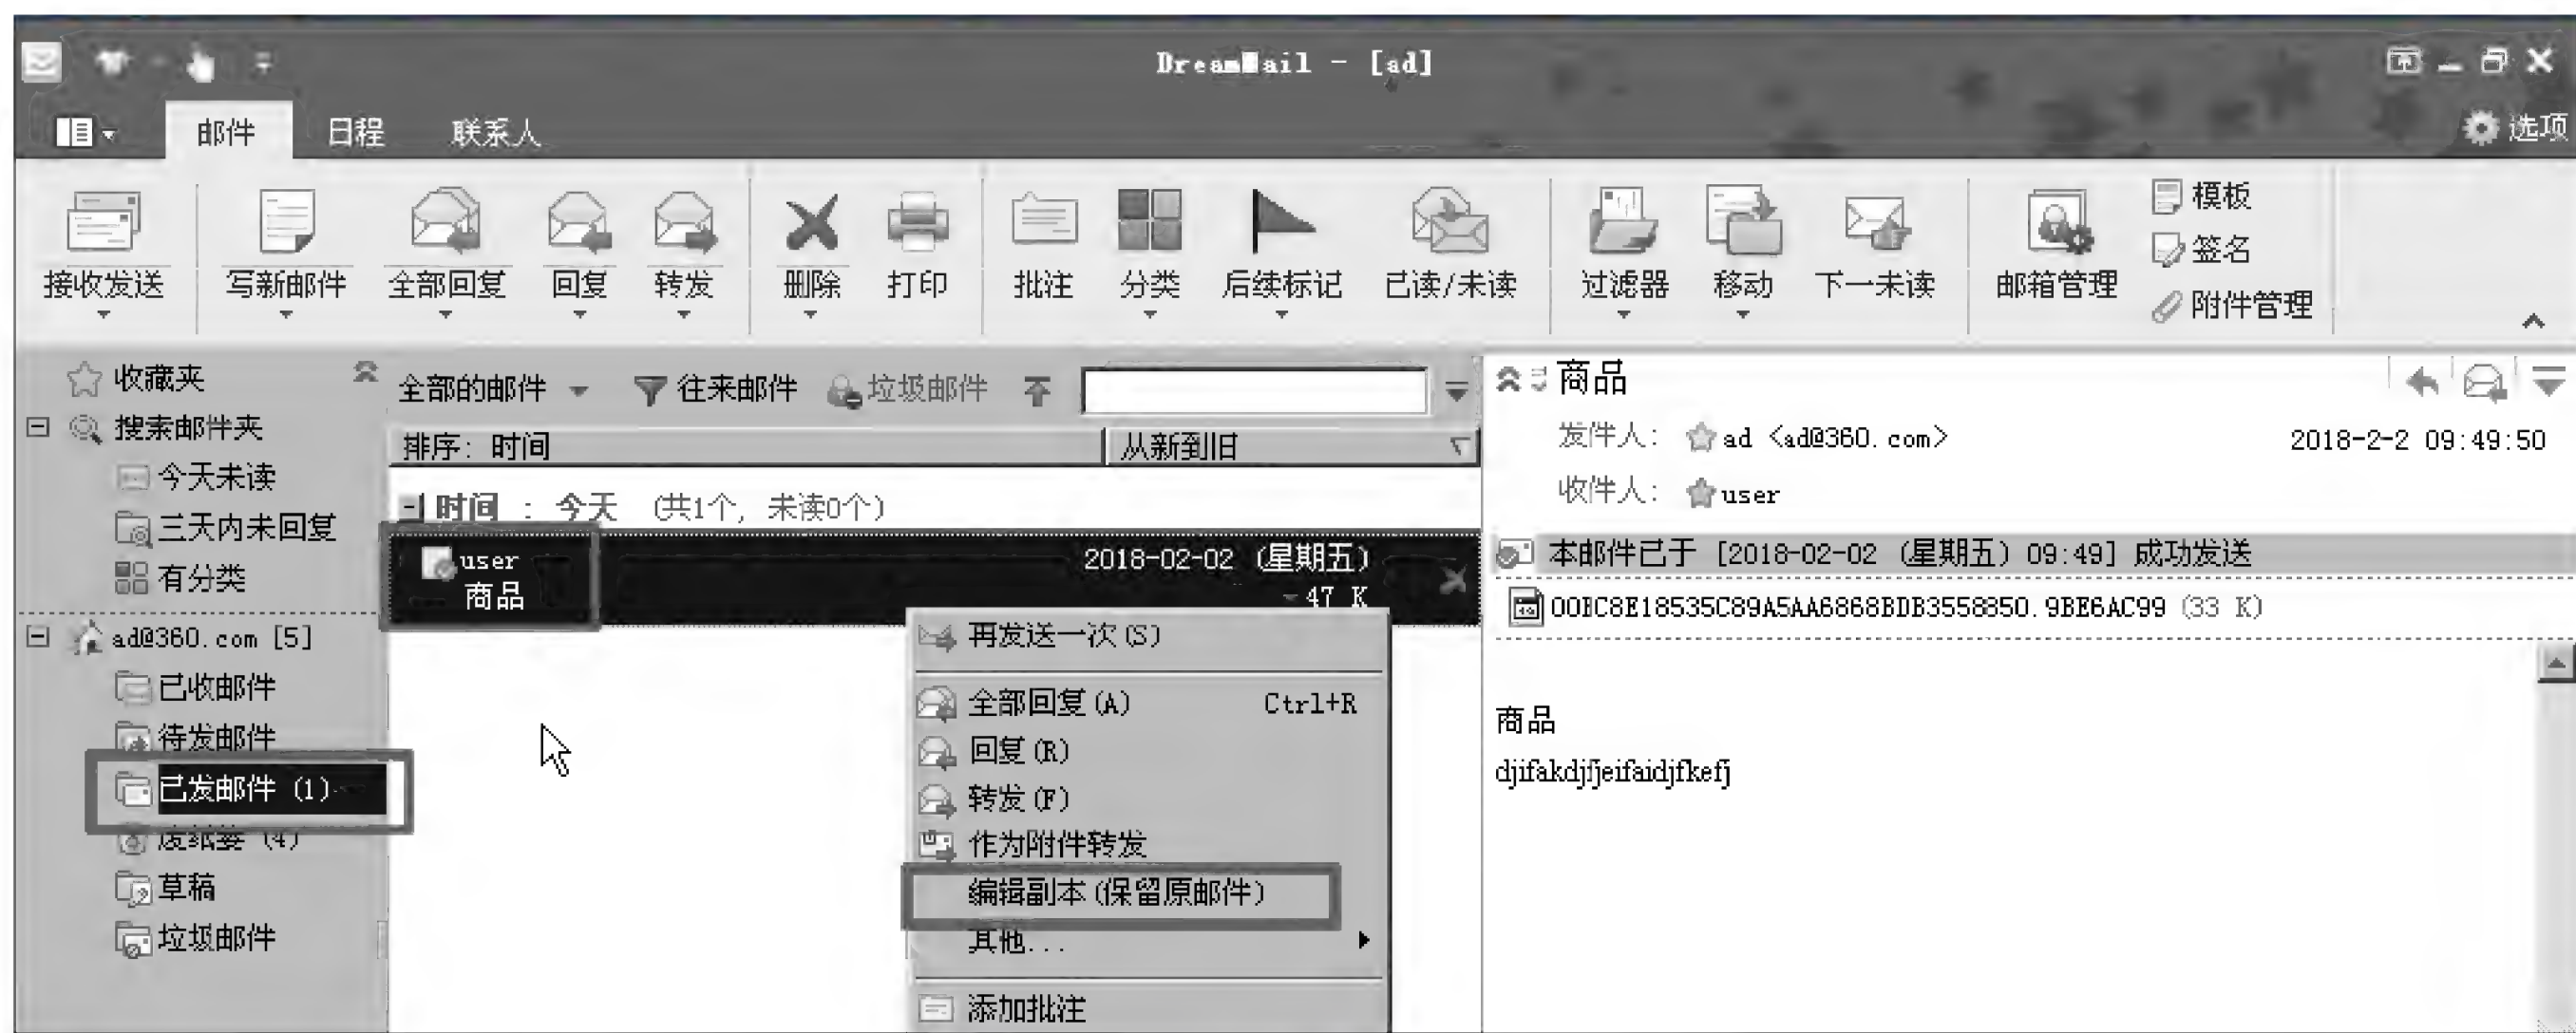 DreamMail - [ad]
邮件 日程 联系人 选项
接收发送 写新邮件 全部回复 回复 转发 删除 打印 批注 分类 后续标记 已读/未读 过滤器 移动 下一未读 邮箱管理
模板
签名
附件管理
收藏夹
搜索邮件夹
今天未读
三天内未回复
有分类
ad@360.com [5]
已收邮件
待发邮件
已发邮件 (1)
废纸篓 (4)
草稿
垃圾邮件
全部的邮件 往来邮件 垃圾邮件
排序: 时间 从新到旧
时间 : 今天 (共1个, 未读0个)
user 2018-02-02 (星期五)
商品 47 K
再发送一次(S)
全部回复(A) Ctrl+R
回复(R)
转发(F)
作为附件转发
编辑副本(保留原邮件)
其他...
添加批注
商品
发件人: ad <ad@360.com> 2018-2-2 09:49:50
收件人: user
本邮件已于 [2018-02-02 (星期五) 09:49] 成功发送
00BC8E18535C89A5AA6868BDB3558850.9BE6AC99 (33 K)
商品
djifakdjfjeifaidjfkefj